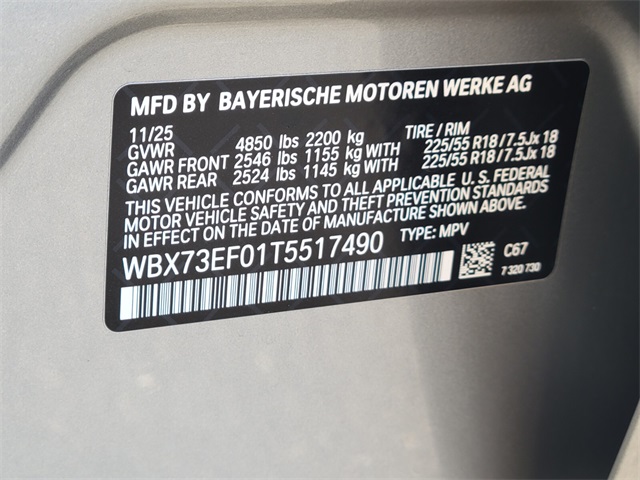 MFD BY BAYERISCHE MOTOREN WERKE AG
11/25 TIRE / RIM
GVWR 4850 lbs 2200 kg
GAWR FRONT 2546 lbs 1155 kg WITH 225/55 R18 / 7.5Jx 18
GAWR REAR 2524 lbs 1145 kg WITH 225/55 R18 / 7.5Jx 18
THIS VEHICLE CONFORMS TO ALL APPLICABLE U. S. FEDERAL
MOTOR VEHICLE SAFETY AND THEFT PREVENTION STANDARDS
IN EFFECT ON THE DATE OF MANUFACTURE SHOWN ABOVE.
WBX73EF01T5517490 TYPE: MPV
C67
7 320 730